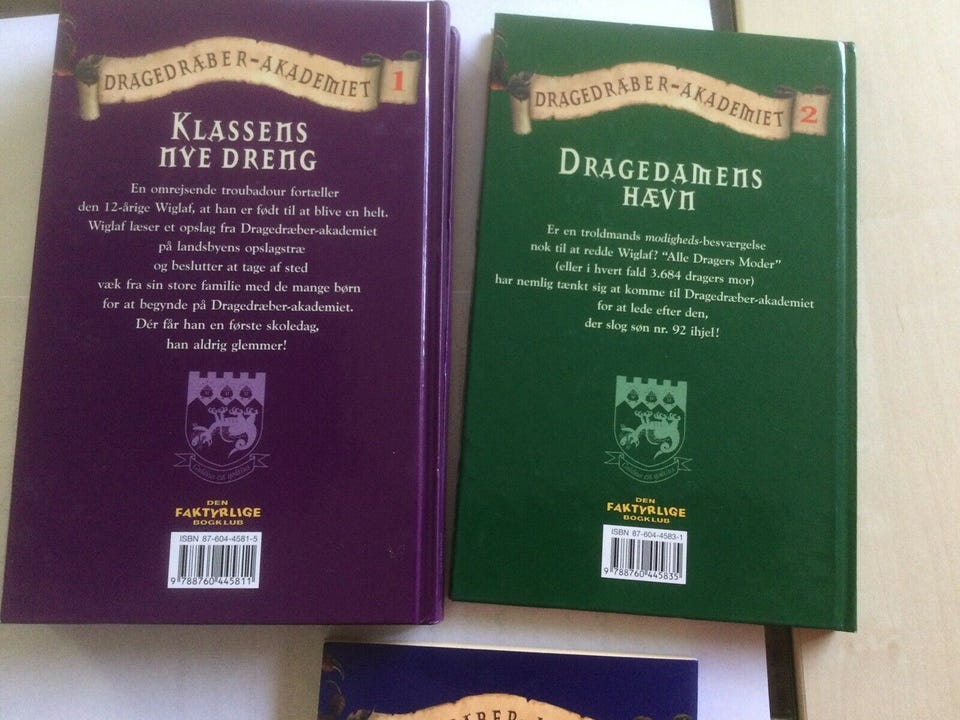 DRAGEDRÆBER-AKADEMIET 1
KLASSENS
NYE DRENG
En omrejsende troubadour fortæller
den 12-årige Wiglaf, at han er født til at blive en helt.
Wiglaf læser et opslag fra Dragedræber-akademiet
på landsbyens opslagstræ
og beslutter at tage af sted
væk fra sin store familie med de mange børn
for at begynde på Dragedræber-akademiet.
Dér får han en første skoledag,
han aldrig glemmer!
DEN
FAKTYRLIGE
BOGKLUB
ISBN 87-604-4581-5
9 788760 445811
DRAGEDRÆBER-AKADEMIET 2
DRAGEDAMENS
HÆVN
Er en troldmands modigheds-besværgelse
nok til at redde Wiglaf? "Alle Dragers Moder"
(eller i hvert fald 3.684 dragers mor)
har nemlig tænkt sig at komme til Dragedræber-akademiet
for at lede efter den,
der slog søn nr. 92 ihjel!
DEN
FAKTYRLIGE
BOGKLUB
ISBN 87-604-4583-1
9 788760 445835